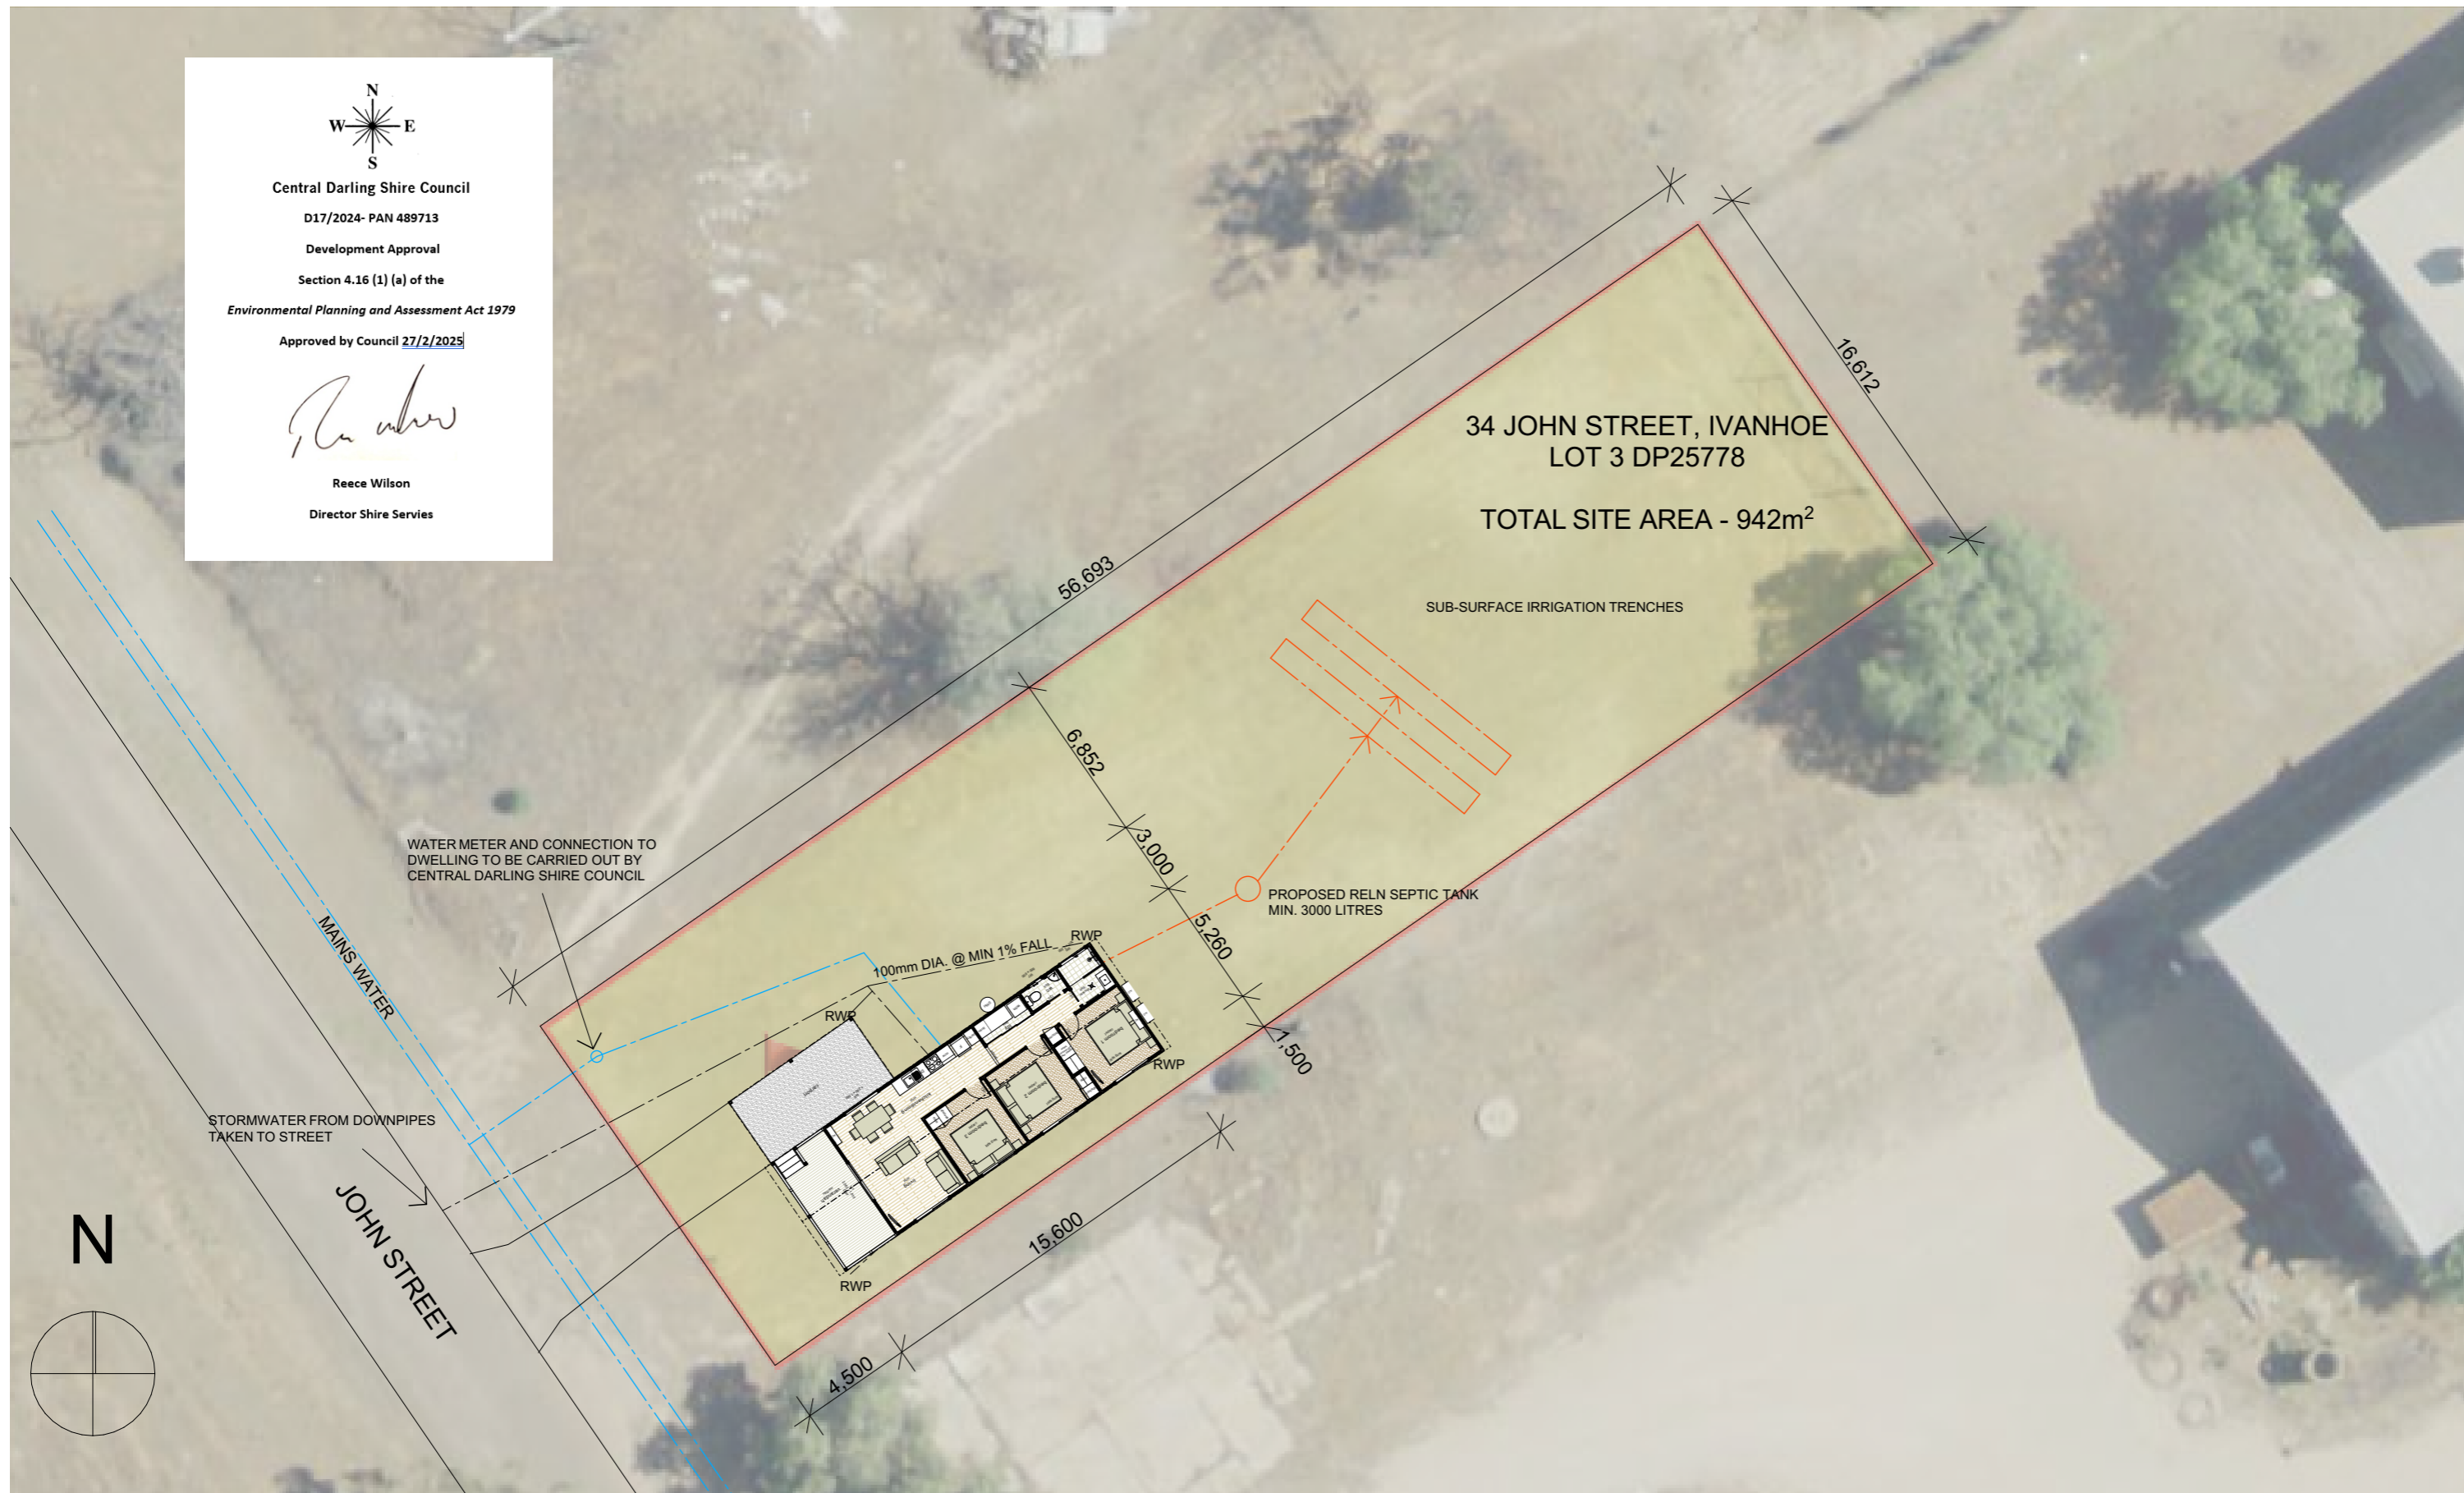 N
W E
S
Central Darling Shire Council
D17/2024- PAN 489713
Development Approval
Section 4.16 (1) (a) of the
Environmental Planning and Assessment Act 1979
Approved by Council 27/2/2025
Reece Wilson
Director Shire Servies
16,612
34 JOHN STREET, IVANHOE
LOT 3 DP25778
TOTAL SITE AREA - 942m²
56,693
SUB-SURFACE IRRIGATION TRENCHES
6,852
WATER METER AND CONNECTION TO
DWELLING TO BE CARRIED OUT BY
CENTRAL DARLING SHIRE COUNCIL
3,000
PROPOSED RELN SEPTIC TANK
MIN. 3000 LITRES
MAINS WATER
5,260
RWP
100mm DIA. @ MIN 1% FALL
RWP
1,500
RWP
STORMWATER FROM DOWNPIPES
TAKEN TO STREET
JOHN STREET
N
15,600
RWP
4,500